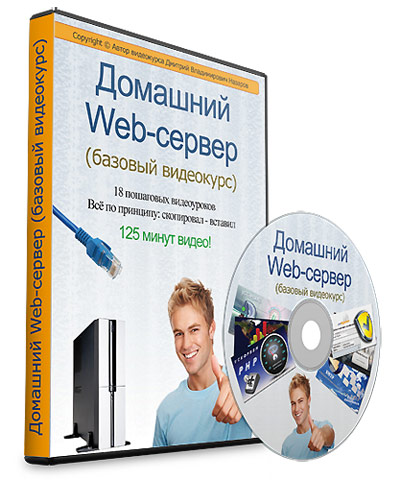 Copyright © Автор видеокурса Дмитрий Владимирович Назаров
Домашний
Web-сервер
(базовый видеокурс)
18 пошаговых видеоуроков
Всё по принципу: скопировал - вставил
125 минут видео!
Домашний Web-сервер (базовый видеокурс)
Домашний
Web-сервер
(базовый видеокурс)
PHP